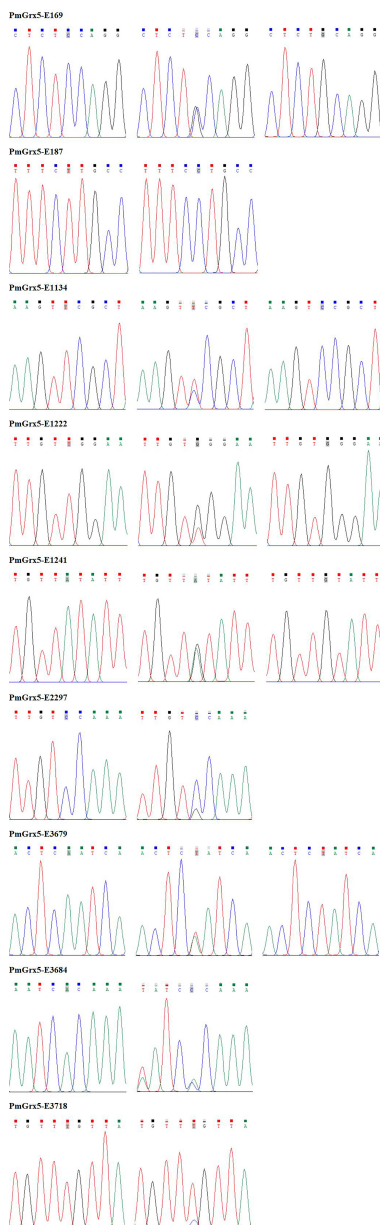 PmGrx5-E169
C T C T C C A G G C T C T C A G G C T C T G C A G G
PmGrx5-E187
T T T C T T G C C T T T C C T G C C
PmGrx5-E1134
A A G T T C G C T A A G T C G C T A A G T C C G C T
PmGrx5-E1222
T T G T T G G A A T T G T G G A A T T G T G G G A A
PmGrx5-E1241
T G T T A T A T T T G T T T A T T T G T T G T A T T
PmGrx5-E2297
T T G T C C A A A T T G T C A A A
PmGrx5-E3679
A C T C A T C A A C T C A T C A A C T C A T C A
PmGrx5-E3684
A A T C A C A A A A T C C A A A
PmGrx5-E3718
T G T T T G T T A T G T T G T T A